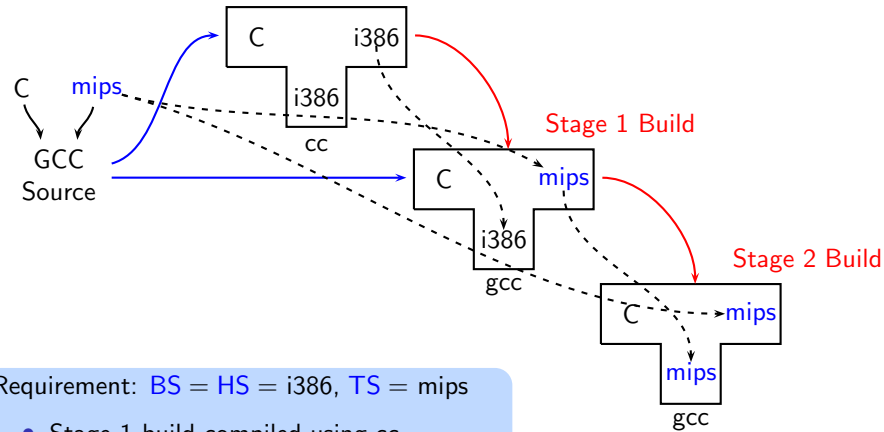 C i386
i386
cc
C mips
GCC
Source
Stage 1 Build
C mips
i386
gcc
Stage 2 Build
C mips
mips
gcc
Requirement: BS = HS = i386, TS = mips
• Stage 1 build compiled using cc